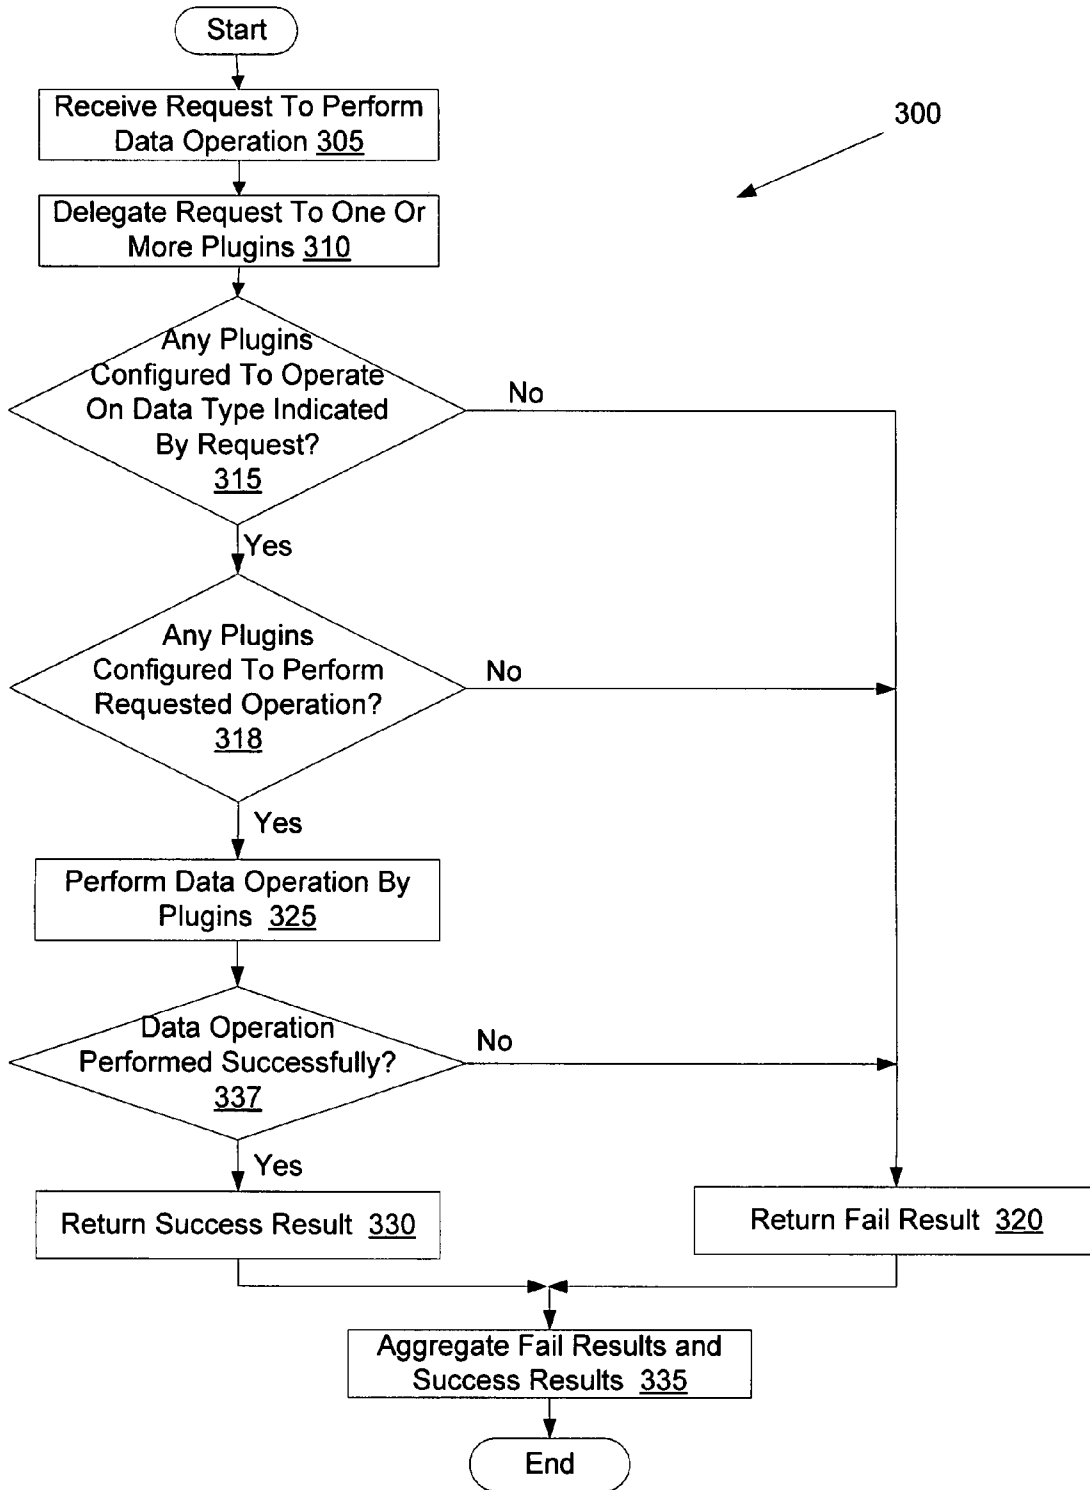 Start
Receive Request To Perform
Data Operation 305
300
Delegate Request To One Or
More Plugins 310
Any Plugins
Configured To Operate
On Data Type Indicated
By Request?
315
No
Yes
Any Plugins
Configured To Perform
Requested Operation?
318
No
Yes
Perform Data Operation By
Plugins 325
Data Operation
Performed Successfully?
337
No
Yes
Return Success Result 330
Return Fail Result 320
Aggregate Fail Results and
Success Results 335
End